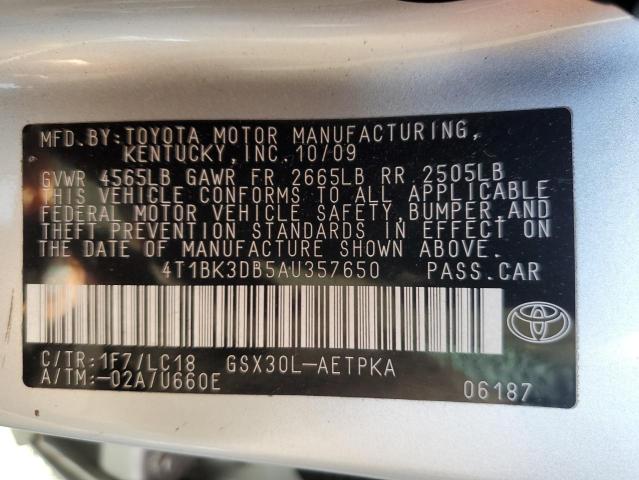 MFD. BY: TOYOTA MOTOR MANUFACTURING,
KENTUCKY, INC. 10/09
GVWR 4565LB GAWR FR 2665LB RR 2505LB
THIS VEHICLE CONFORMS TO ALL APPLICABLE
FEDERAL MOTOR VEHICLE SAFETY, BUMPER, AND
THEFT PREVENTION STANDARDS IN EFFECT ON
THE DATE OF MANUFACTURE SHOWN ABOVE.
4T1BK3DB5AU357650 PASS.CAR
C/TR: 1F7/LC18 GSX30L-AETPKA
A/TM: -02A/U660E
06187